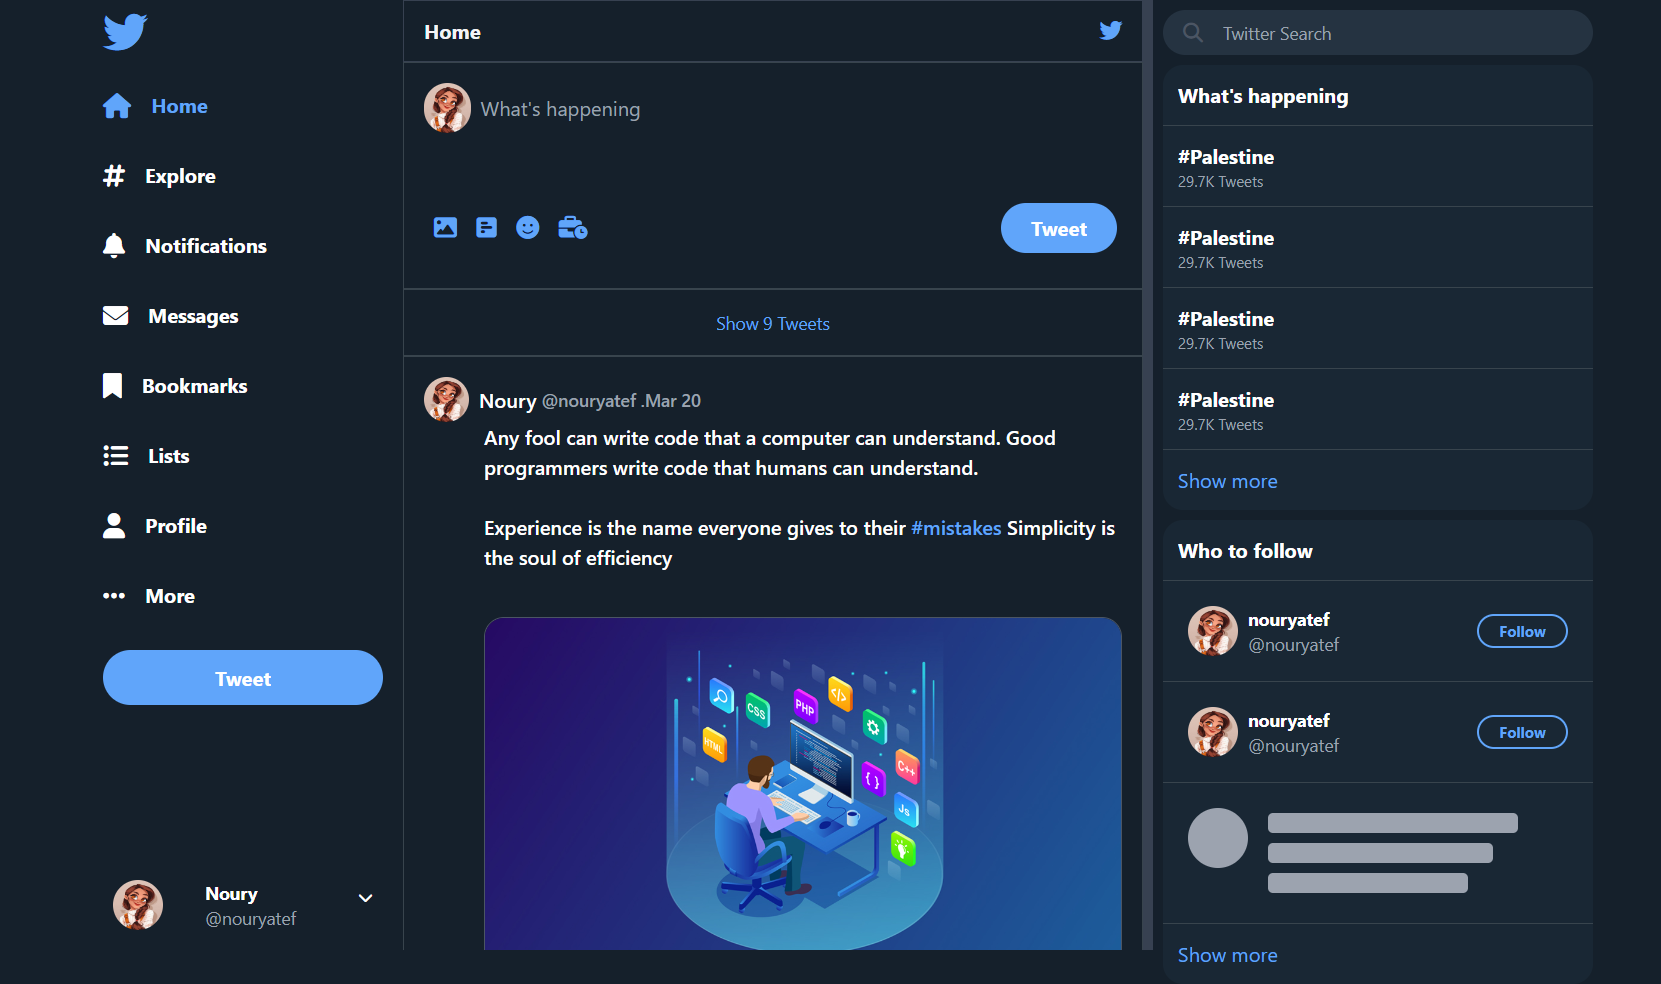 Home
Explore
Notifications
Messages
Bookmarks
Lists
Profile
More
Tweet
Noury
@nouryatef
Home
What's happening
Tweet
Show 9 Tweets
Noury @nouryatef .Mar 20
Any fool can write code that a computer can understand. Good
programmers write code that humans can understand.
Experience is the name everyone gives to their #mistakes Simplicity is
the soul of efficiency
</>
PHP
CSS
HTML
C++
{ }
Js
Twitter Search
What's happening
#Palestine
29.7K Tweets
#Palestine
29.7K Tweets
#Palestine
29.7K Tweets
#Palestine
29.7K Tweets
Show more
Who to follow
nouryatef
@nouryatef
Follow
nouryatef
@nouryatef
Follow
Show more